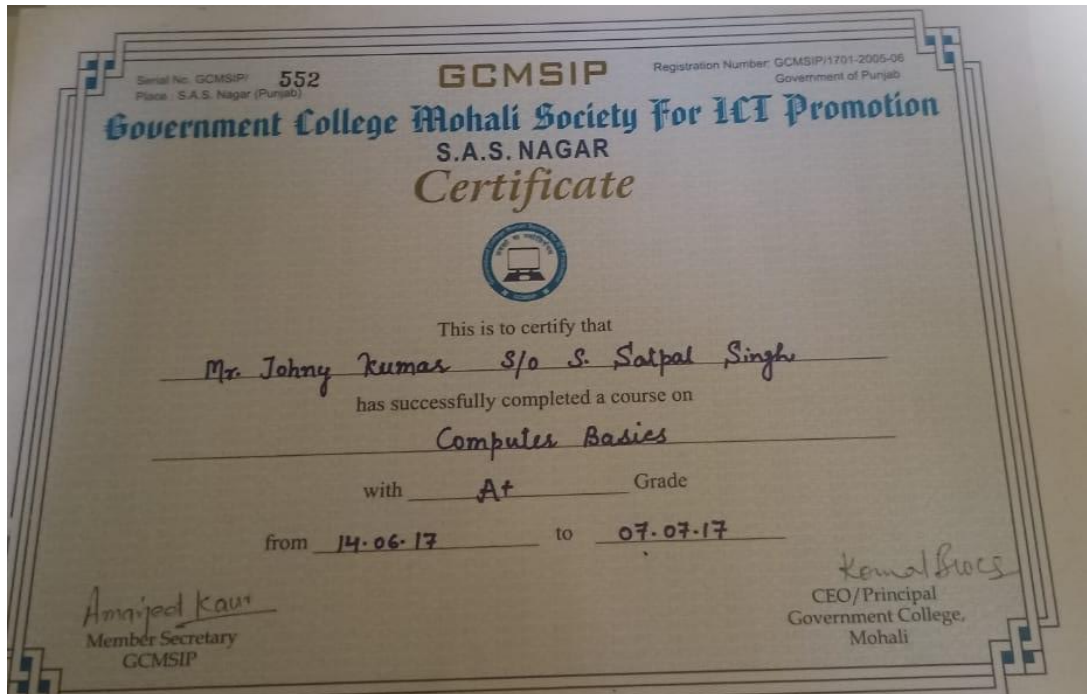 Serial No. GCMSIP/ 552
Place : S.A.S. Nagar (Punjab)
GCMSIP
Registration Number: GCMSIP/1701-2005-06
Government of Punjab
Government College Mohali Society For ICT Promotion
S.A.S. NAGAR
Certificate
GCMSIP
This is to certify that
Mr. Johny Kumar S/o S. Satpal Singh
has successfully completed a course on
Computer Basics
with A+ Grade
from 14.06.17 to 07.07.17
Amarjeet Kaur
Member Secretary
GCMSIP
Komal
CEO/Principal
Government College,
Mohali